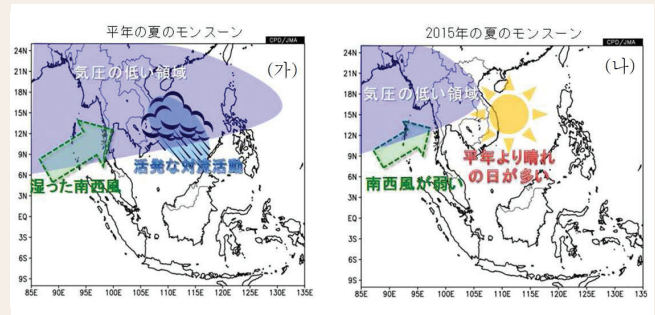 平年の夏のモンスーン
CPD/JMA
(가)
気圧の低い領域
活発な対流活動
湿った南西風
24N
21N
18N
15N
12N
9N
6N
3N
EQ
3S
6S
9S
85E 90E 95E 100E 105E 110E 115E 120E 125E 130E 135E
2015年の夏のモンスーン
CPD/JMA
(나)
気圧の低い領域
平年より晴れ
の日が多い
南西風が弱い
24N
21N
18N
15N
12N
9N
6N
3N
EQ
3S
6S
9S
85E 90E 95E 100E 105E 110E 115E 120E 125E 130E 135E